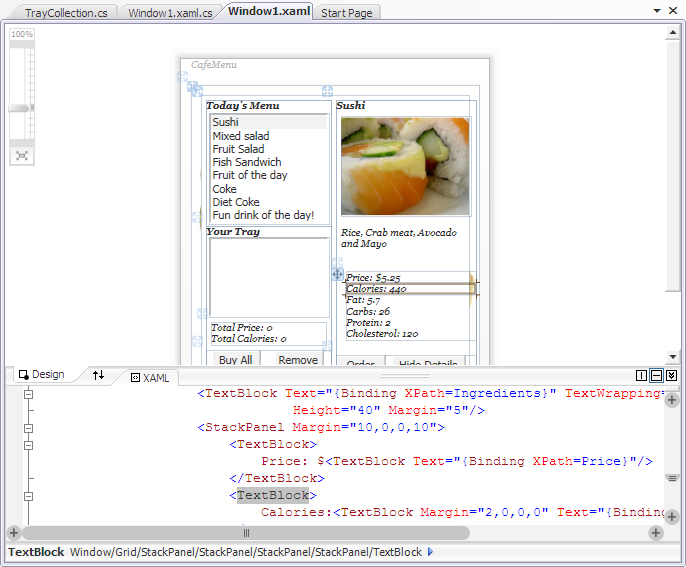 TrayCollection.cs Window1.xaml.cs Window1.xaml Start Page
100%
CafeMenu
Today's Menu
Sushi
Mixed salad
Fruit Salad
Fish Sandwich
Fruit of the day
Coke
Diet Coke
Fun drink of the day!
Your Tray
Total Price: 0
Total Calories: 0
Buy All Remove
Sushi
Rice, Crab meat, Avocado
and Mayo
Price: $5.25
Calories: 440
Fat: 5.7
Carbs: 26
Protein: 2
Cholesterol: 120
Order Hide Details
Design XAML
<TextBlock Text="{Binding XPath=Ingredients}" TextWrapping=
Height="40" Margin="5"/>
<StackPanel Margin="10,0,0,10">
<TextBlock>
Price: $<TextBlock Text="{Binding XPath=Price}"/>
</TextBlock>
<TextBlock>
Calories:<TextBlock Margin="2,0,0,0" Text="{Binding
TextBlock Window/Grid/StackPanel/StackPanel/StackPanel/StackPanel/TextBlock